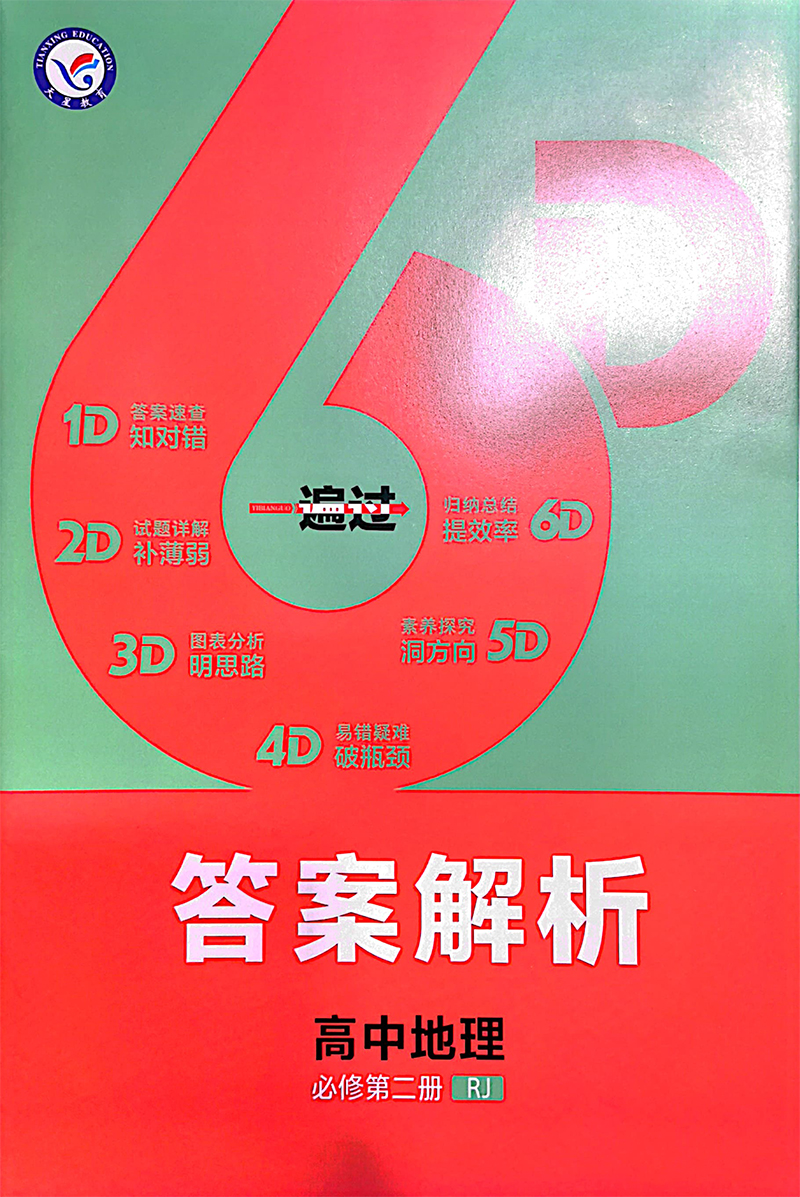 TIANXING EDUCATION
天星教育
6D
1D
答案速查
知对错
2D
试题详解
补薄弱
3D
图表分析
明思路
4D
易错疑难
破瓶颈
素养探究
洞方向
5D
归纳总结
提效率
6D
YIBIANGUO
一遍过
答案解析
高中地理
必修第二册 RJ